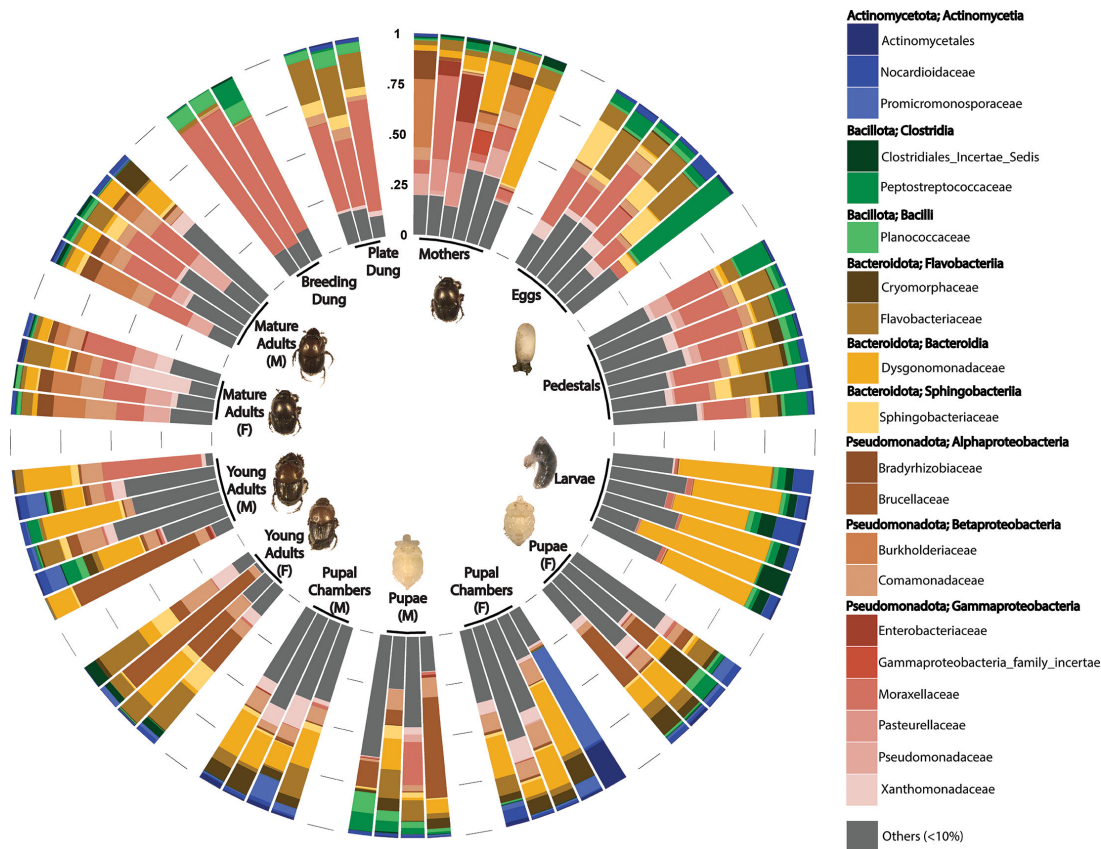 1
.75
.50
.25
0
Mothers
Eggs
Pedestals
Larvae
Pupae
(F)
Pupal
Chambers
(F)
Pupae
(M)
Pupal
Chambers
(M)
Young
Adults
(F)
Young
Adults
(M)
Mature
Adults
(F)
Mature
Adults
(M)
Breeding
Dung
Plate
Dung
Actinomycetota; Actinomycetia
Actinomycetales
Nocardioidaceae
Promicromonosporaceae
Bacillota; Clostridia
Clostridiales_Incertae_Sedis
Peptostreptococcaceae
Bacillota; Bacilli
Planococcaceae
Bacteroidota; Flavobacteriia
Cryomorphaceae
Flavobacteriaceae
Bacteroidota; Bacteroidia
Dysgonomonadaceae
Bacteroidota; Sphingobacteriia
Sphingobacteriaceae
Pseudomonadota; Alphaproteobacteria
Bradyrhizobiaceae
Brucellaceae
Pseudomonadota; Betaproteobacteria
Burkholderiaceae
Comamonadaceae
Pseudomonadota; Gammaproteobacteria
Enterobacteriaceae
Gammaproteobacteria_family_incertae
Moraxellaceae
Pasteurellaceae
Pseudomonadaceae
Xanthomonadaceae
Others (<10%)